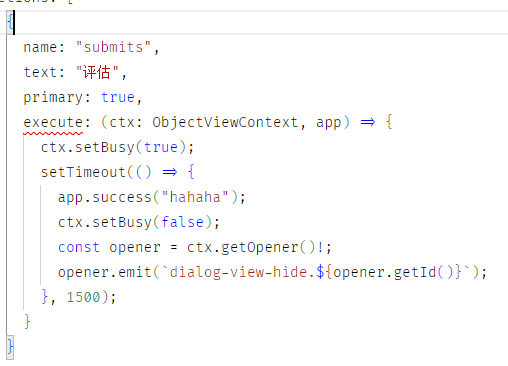 {
name: "submits",
text: "评估",
primary: true,
execute: (ctx: ObjectViewContext, app) => {
ctx.setBusy(true);
setTimeout(() => {
app.success("hahaha");
ctx.setBusy(false);
const opener = ctx.getOpener()!;
opener.emit(`dialog-view-hide.${opener.getId()}`);
}, 1500);
}
}